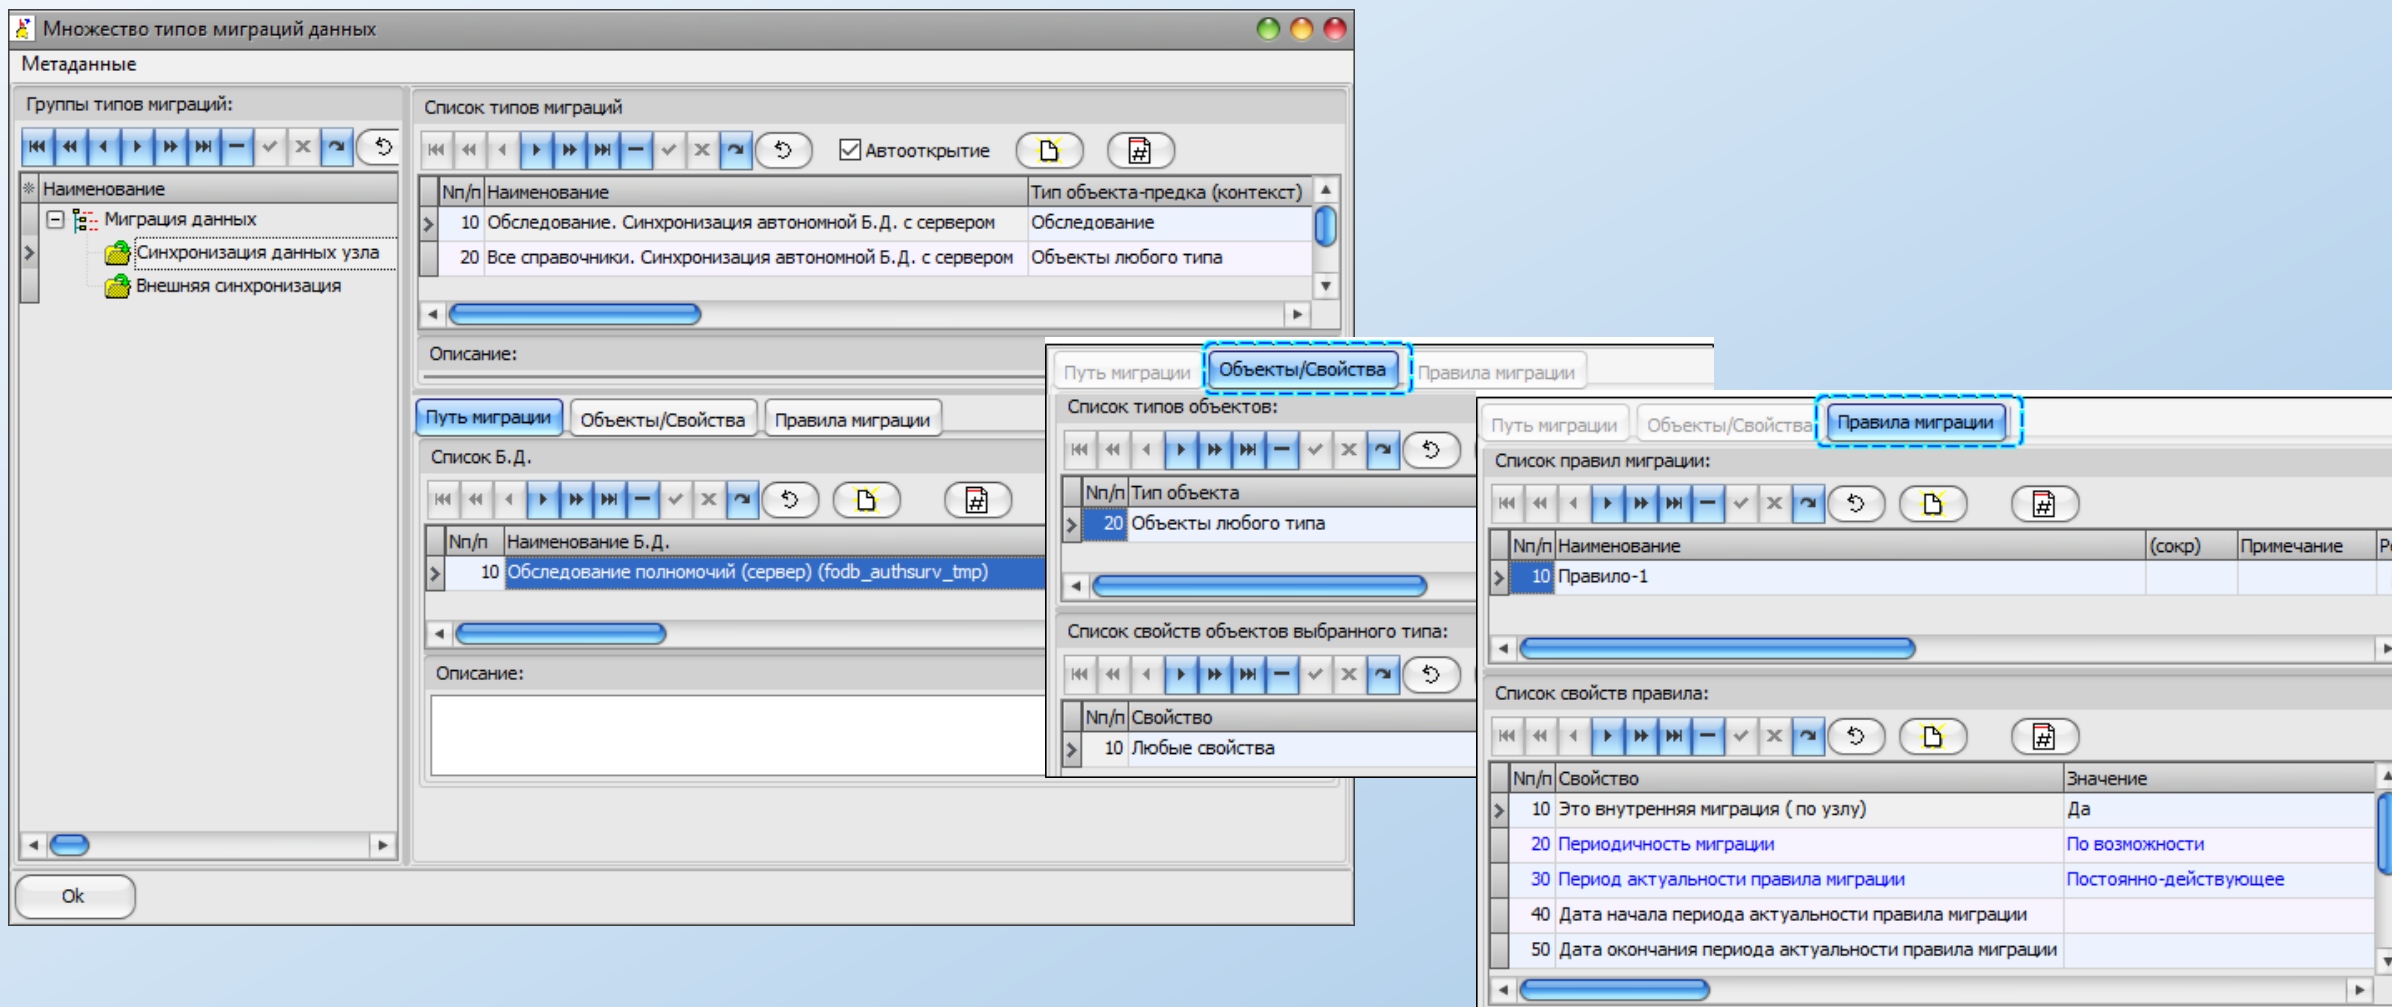 Множество типов миграций данных
Метаданные
Группы типов миграций:
Наименование
Миграция данных
Синхронизация данных узла
Внешняя синхронизация
Ok
Список типов миграций
Автооткрытие
Nп/п Наименование Тип объекта-предка (контекст)
10 Обследование. Синхронизация автономной Б.Д. с сервером Обследование
20 Все справочники. Синхронизация автономной Б.Д. с сервером Объекты любого типа
Описание:
Путь миграции Объекты/Свойства Правила миграции
Список Б.Д.
Nп/п Наименование Б.Д.
10 Обследование полномочий (сервер) (fodb_authsurv_tmp)
Описание:
Путь миграции Объекты/Свойства Правила миграции
Список типов объектов:
Nп/п Тип объекта
20 Объекты любого типа
Список свойств объектов выбранного типа:
Nп/п Свойство
10 Любые свойства
Путь миграции Объекты/Свойства Правила миграции
Список правил миграции:
Nп/п Наименование (сокр) Примечание
10 Правило-1
Список свойств правила:
Nп/п Свойство Значение
10 Это внутренняя миграция ( по узлу) Да
20 Периодичность миграции По возможности
30 Период актуальности правила миграции Постоянно-действующее
40 Дата начала периода актуальности правила миграции
50 Дата окончания периода актуальности правила миграции